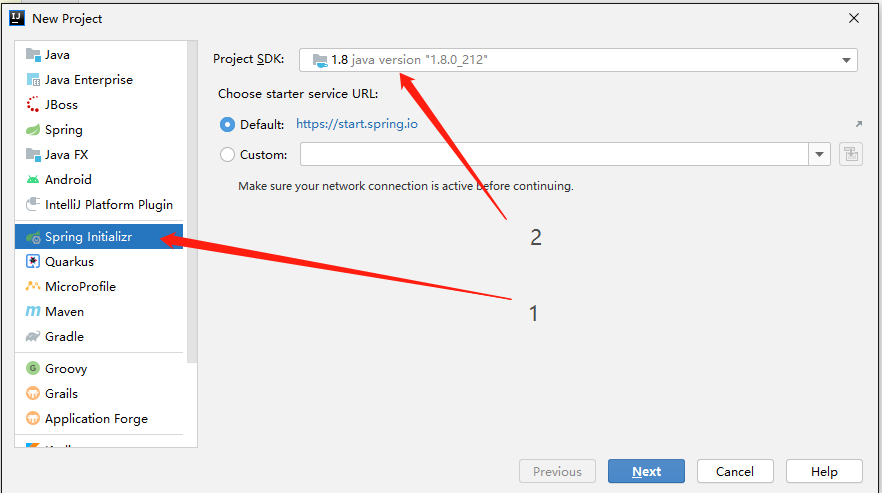 New Project
Java
Java Enterprise
JBoss
Spring
Java FX
Android
IntelliJ Platform Plugin
Spring Initializr
Quarkus
MicroProfile
Maven
Gradle
Groovy
Grails
Application Forge
Project SDK: 1.8 java version "1.8.0_212"
Choose starter service URL:
Default: https://start.spring.io
Custom:
Make sure your network connection is active before continuing.
2
1
Previous Next Cancel Help